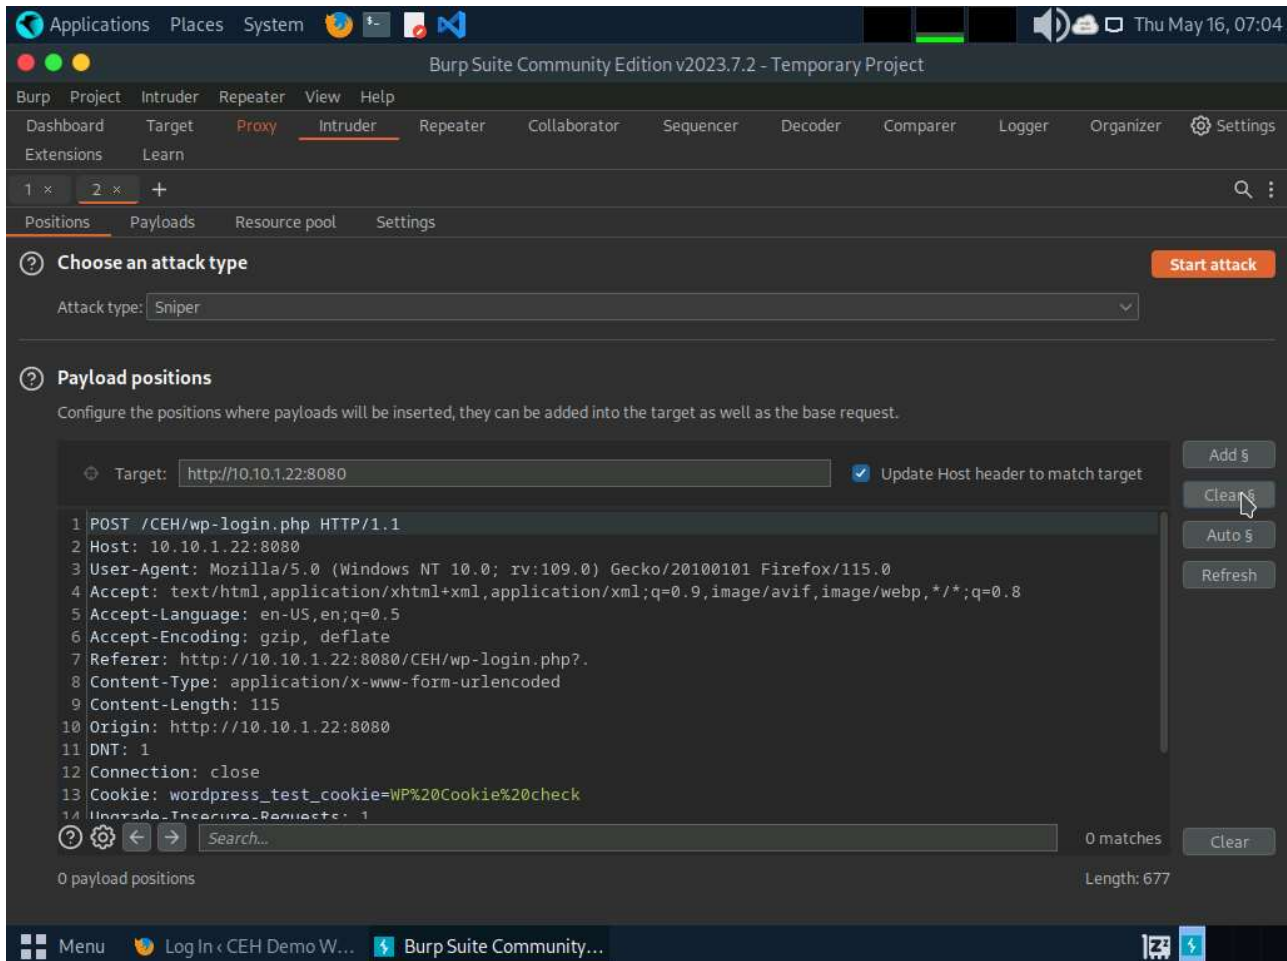 Applications Places System Thu May 16, 07:04
Burp Suite Community Edition v2023.7.2 - Temporary Project
Burp Project Intruder Repeater View Help
Dashboard Target Proxy Intruder Repeater Collaborator Sequencer Decoder Comparer Logger Organizer Settings
Extensions Learn
1 × 2 × +
Positions Payloads Resource pool Settings
Choose an attack type
Start attack
Attack type: Sniper
Payload positions
Configure the positions where payloads will be inserted, they can be added into the target as well as the base request.
Add §
Target: http://10.10.1.22:8080 Update Host header to match target
Clear §
1 POST /CEH/wp-login.php HTTP/1.1
2 Host: 10.10.1.22:8080
Auto §
3 User-Agent: Mozilla/5.0 (Windows NT 10.0; rv:109.0) Gecko/20100101 Firefox/115.0
Refresh
4 Accept: text/html,application/xhtml+xml,application/xml;q=0.9,image/avif,image/webp,*/*;q=0.8
5 Accept-Language: en-US,en;q=0.5
6 Accept-Encoding: gzip, deflate
7 Referer: http://10.10.1.22:8080/CEH/wp-login.php?.
8 Content-Type: application/x-www-form-urlencoded
9 Content-Length: 115
10 Origin: http://10.10.1.22:8080
11 DNT: 1
12 Connection: close
13 Cookie: wordpress_test_cookie=WP%20Cookie%20check
14 Upgrade-Insecure-Requests: 1
Search... 0 matches Clear
0 payload positions Length: 677
Menu Log In ‹ CEH Demo W... Burp Suite Community...